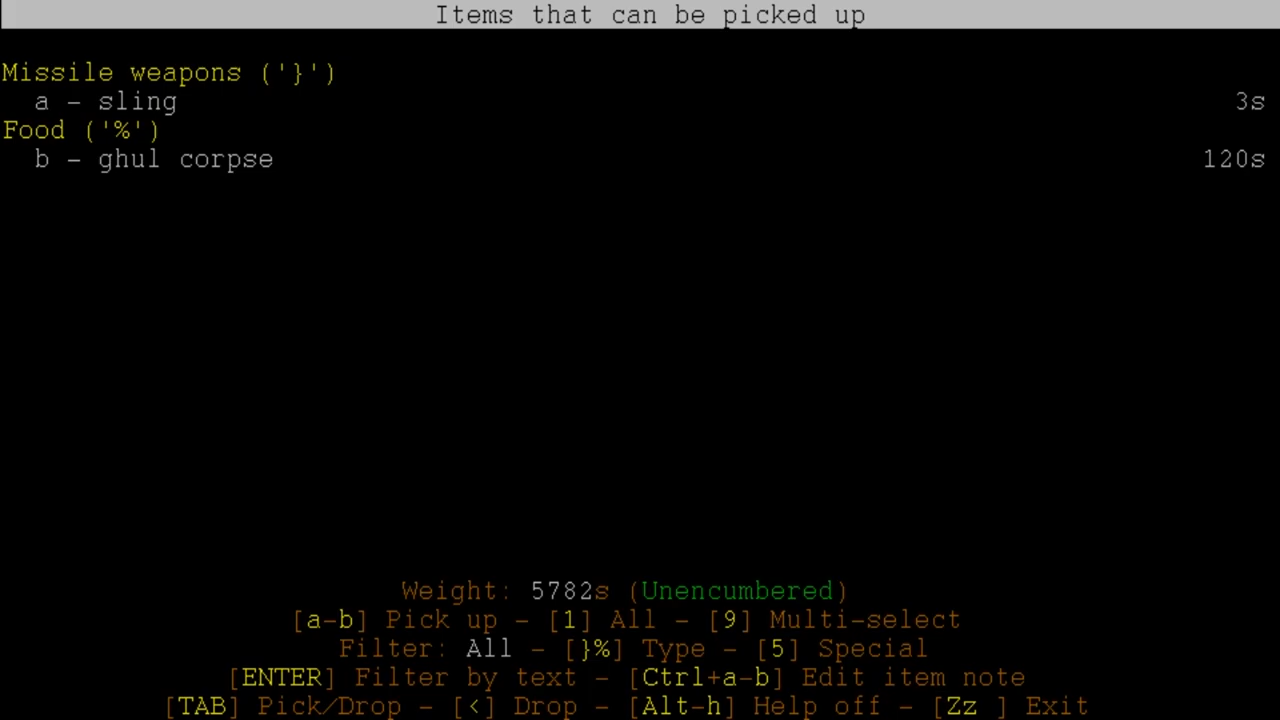 Items that can be picked up
Missile weapons ('}')
a - sling 3s
Food ('%')
b - ghul corpse 120s
Weight: 5782s (Unencumbered)
[a-b] Pick up - [1] All - [9] Multi-select
Filter: All - [}%] Type - [5] Special
[ENTER] Filter by text - [Ctrl+a-b] Edit item note
[TAB] Pick/Drop - [<] Drop - [Alt-h] Help off - [Zz ] Exit